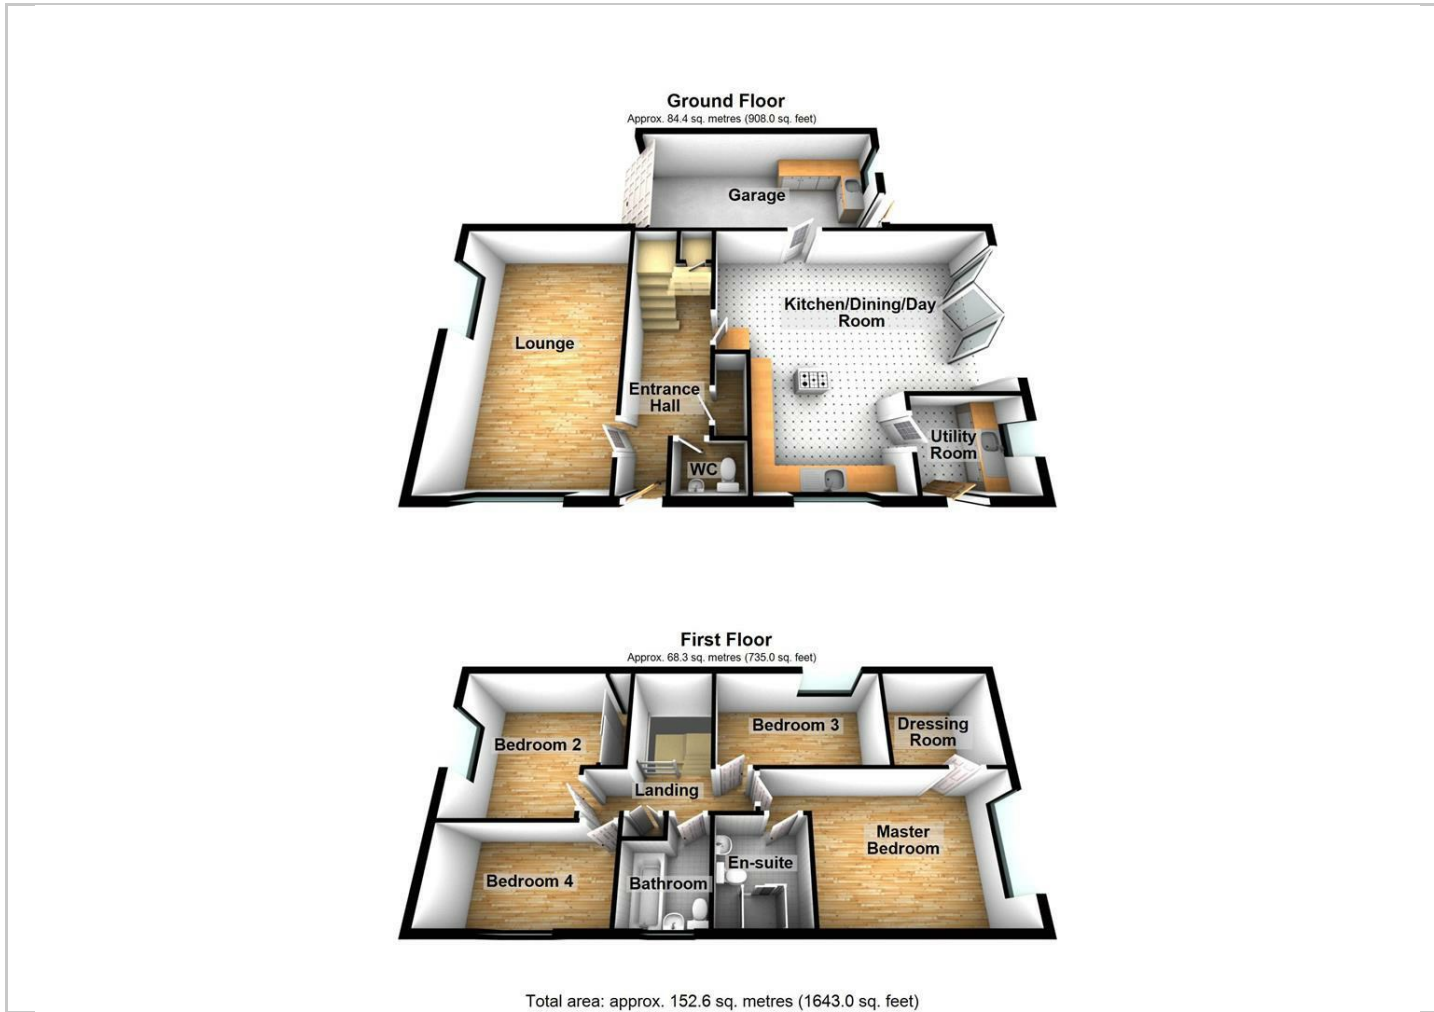 Ground Floor
Approx. 84.4 sq. metres (908.0 sq. feet)
Garage
Kitchen/Dining/Day
Room
Lounge
Entrance
Hall
Utility
Room
WC
First Floor
Approx. 68.3 sq. metres (735.0 sq. feet)
Bedroom 3
Dressing
Room
Bedroom 2
Landing
Master
Bedroom
En-suite
Bedroom 4
Bathroom
Total area: approx. 152.6 sq. metres (1643.0 sq. feet)